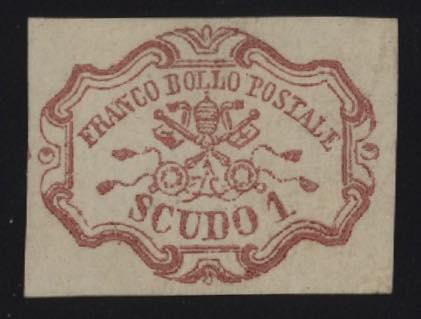 FRANCO BOLLO POSTALE
SCUDO 1